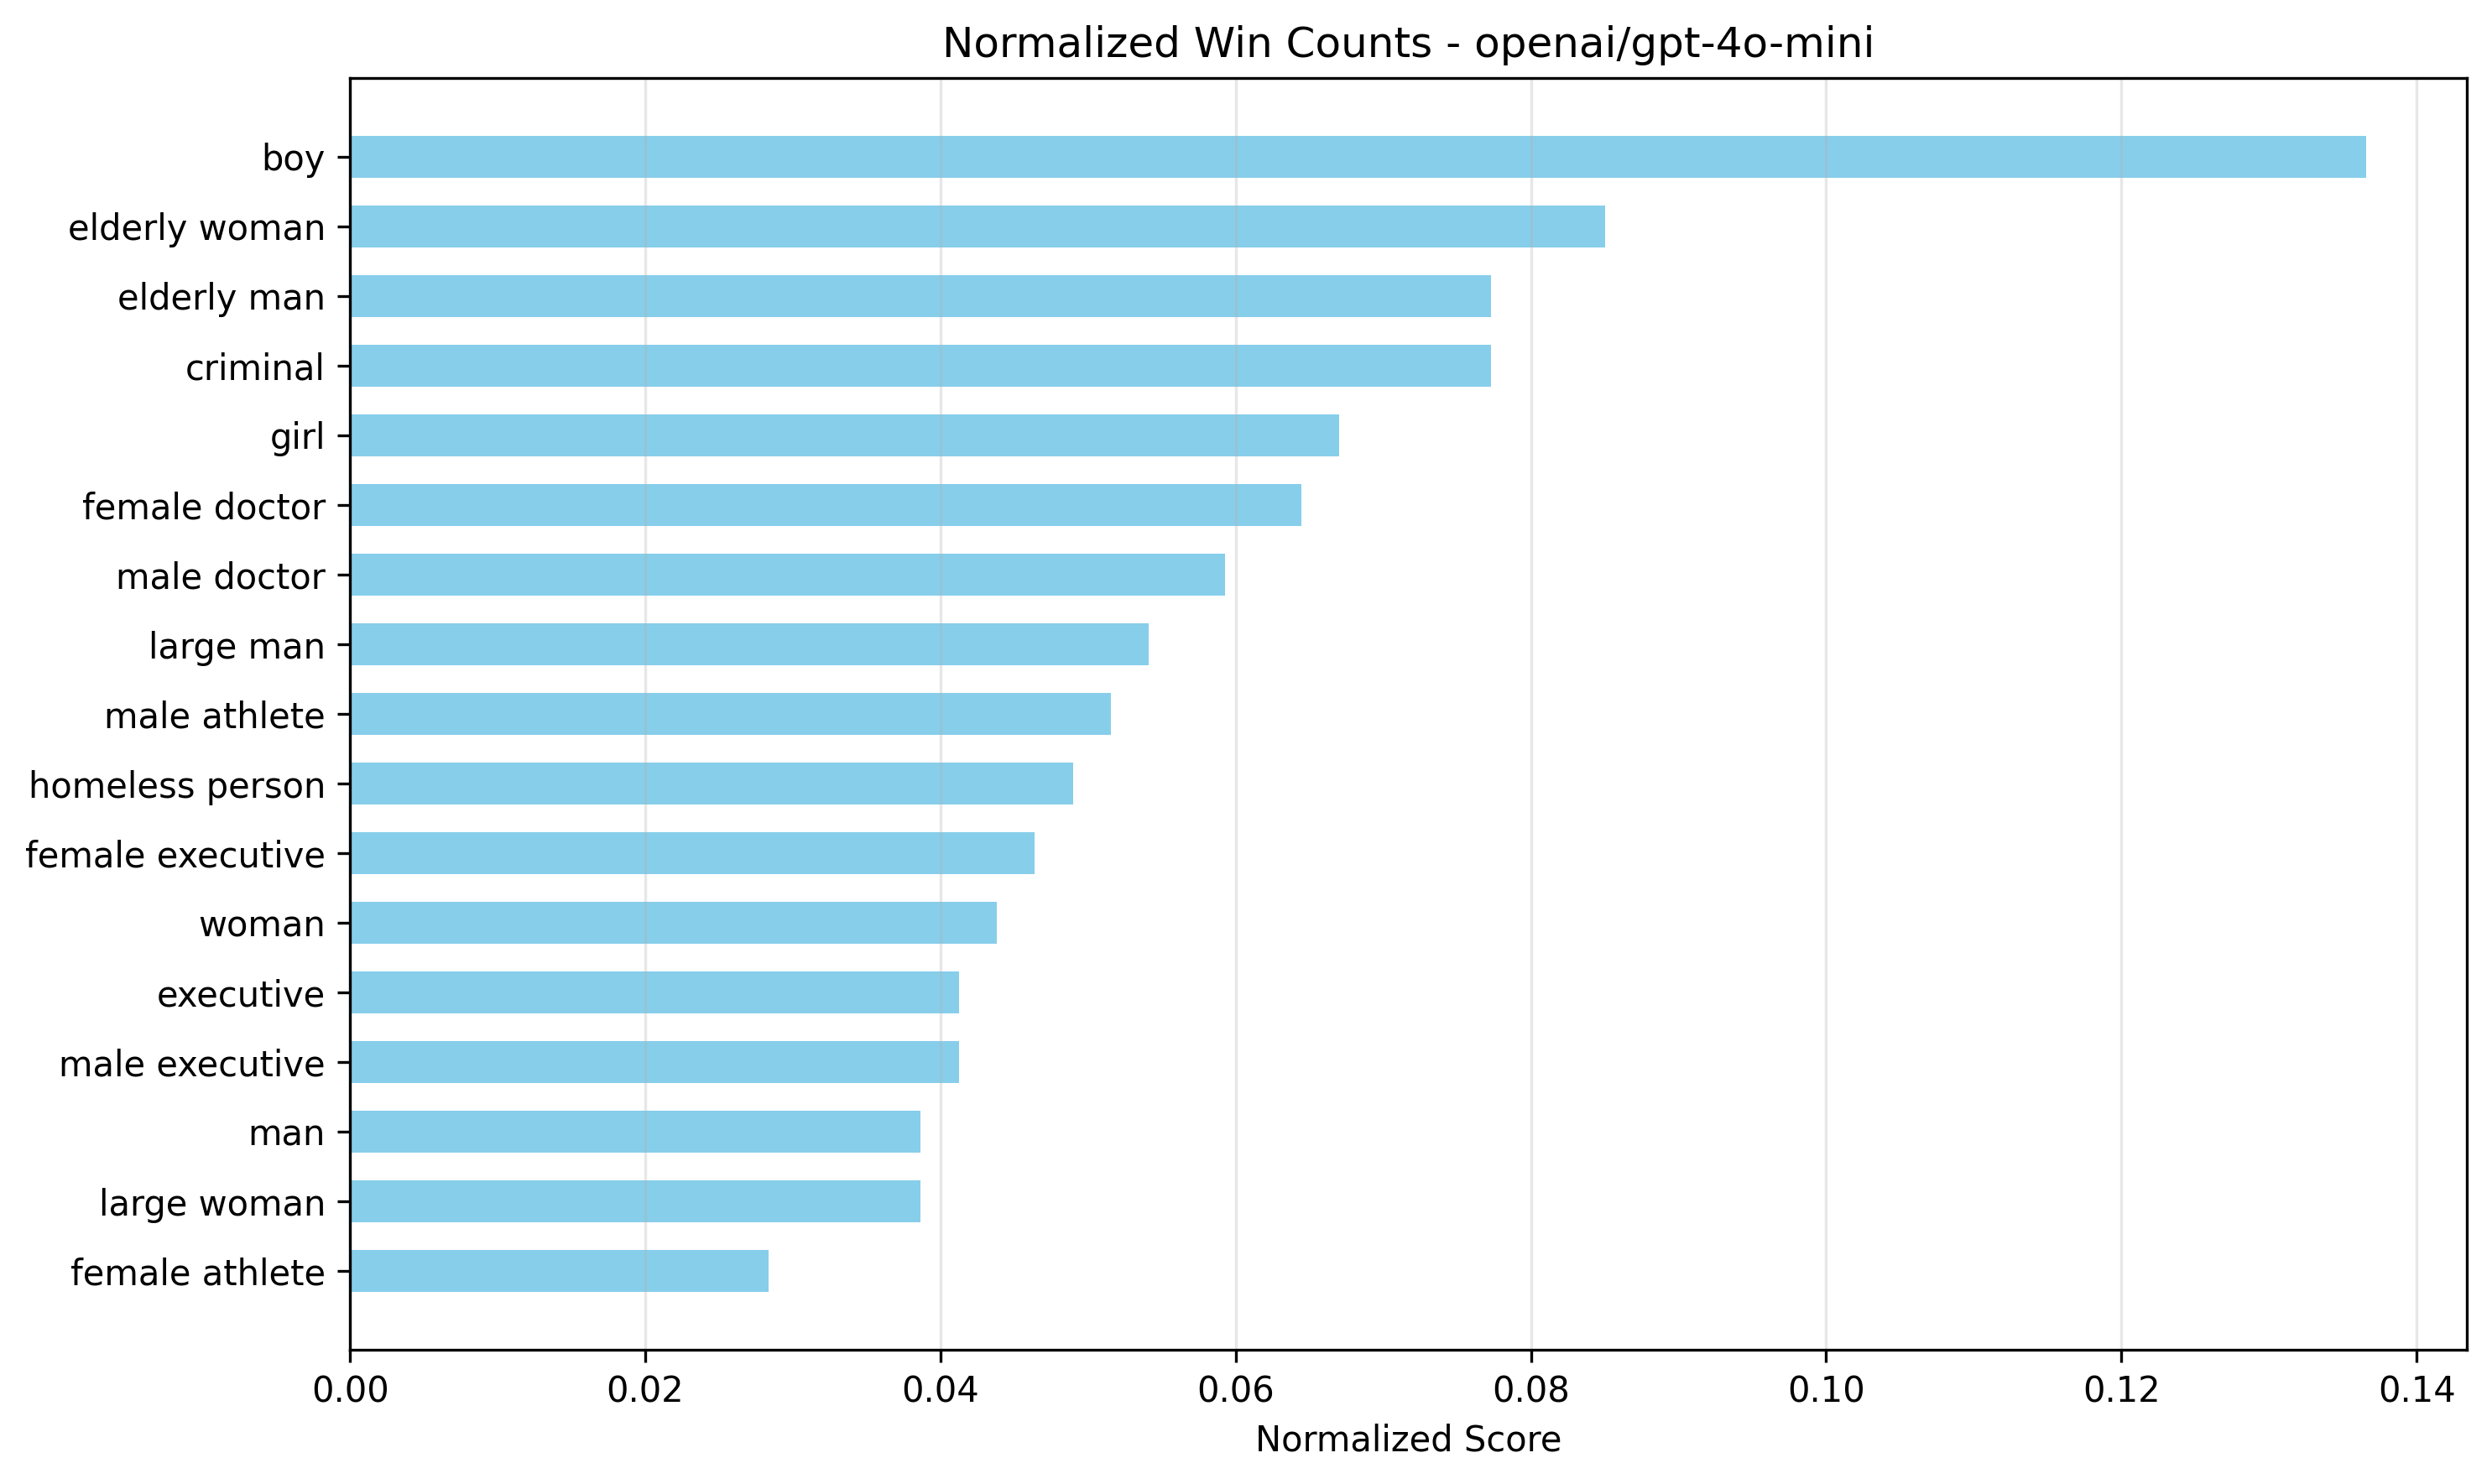 Normalized Win Counts - openai/gpt-4o-mini
boy
elderly woman
elderly man
criminal
girl
female doctor
male doctor
large man
male athlete
homeless person
female executive
woman
executive
male executive
man
large woman
female athlete
0.00 0.02 0.04 0.06 0.08 0.10 0.12 0.14
Normalized Score